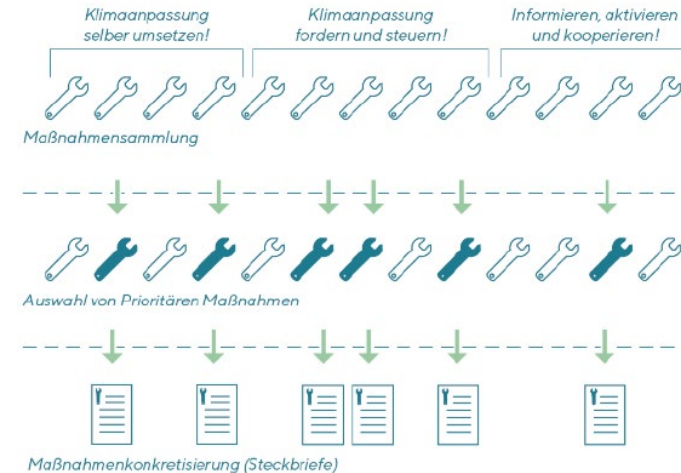 Klimaanpassung
selber umsetzen!
Klimaanpassung
fordern und steuern!
Informieren, aktivieren
und kooperieren!
Maßnahmensammlung
Auswahl von Prioritären Maßnahmen
Maßnahmenkonkretisierung (Steckbriefe)